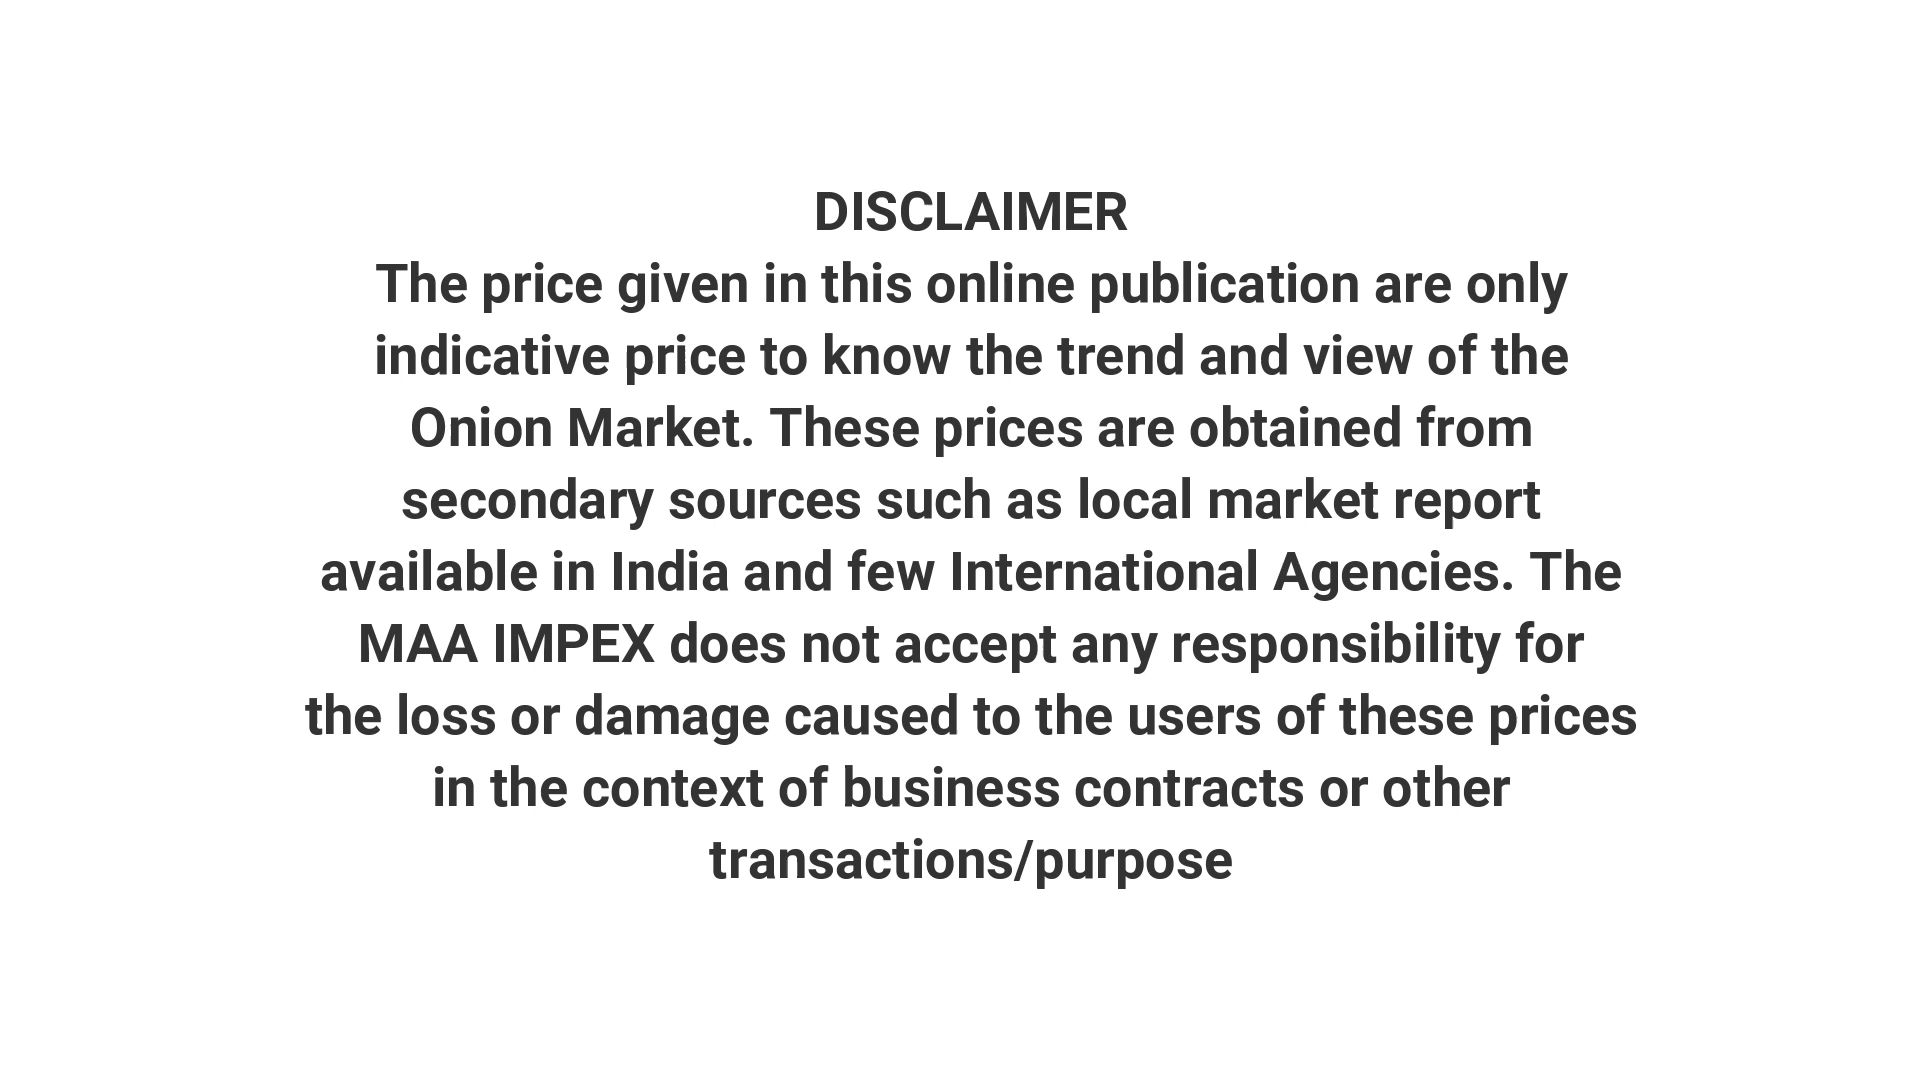 DISCLAIMER
The price given in this online publication are only
indicative price to know the trend and view of the
Onion Market. These prices are obtained from
secondary sources such as local market report
available in India and few International Agencies. The
MAA IMPEX does not accept any responsibility for
the loss or damage caused to the users of these prices
in the context of business contracts or other
transactions/purpose